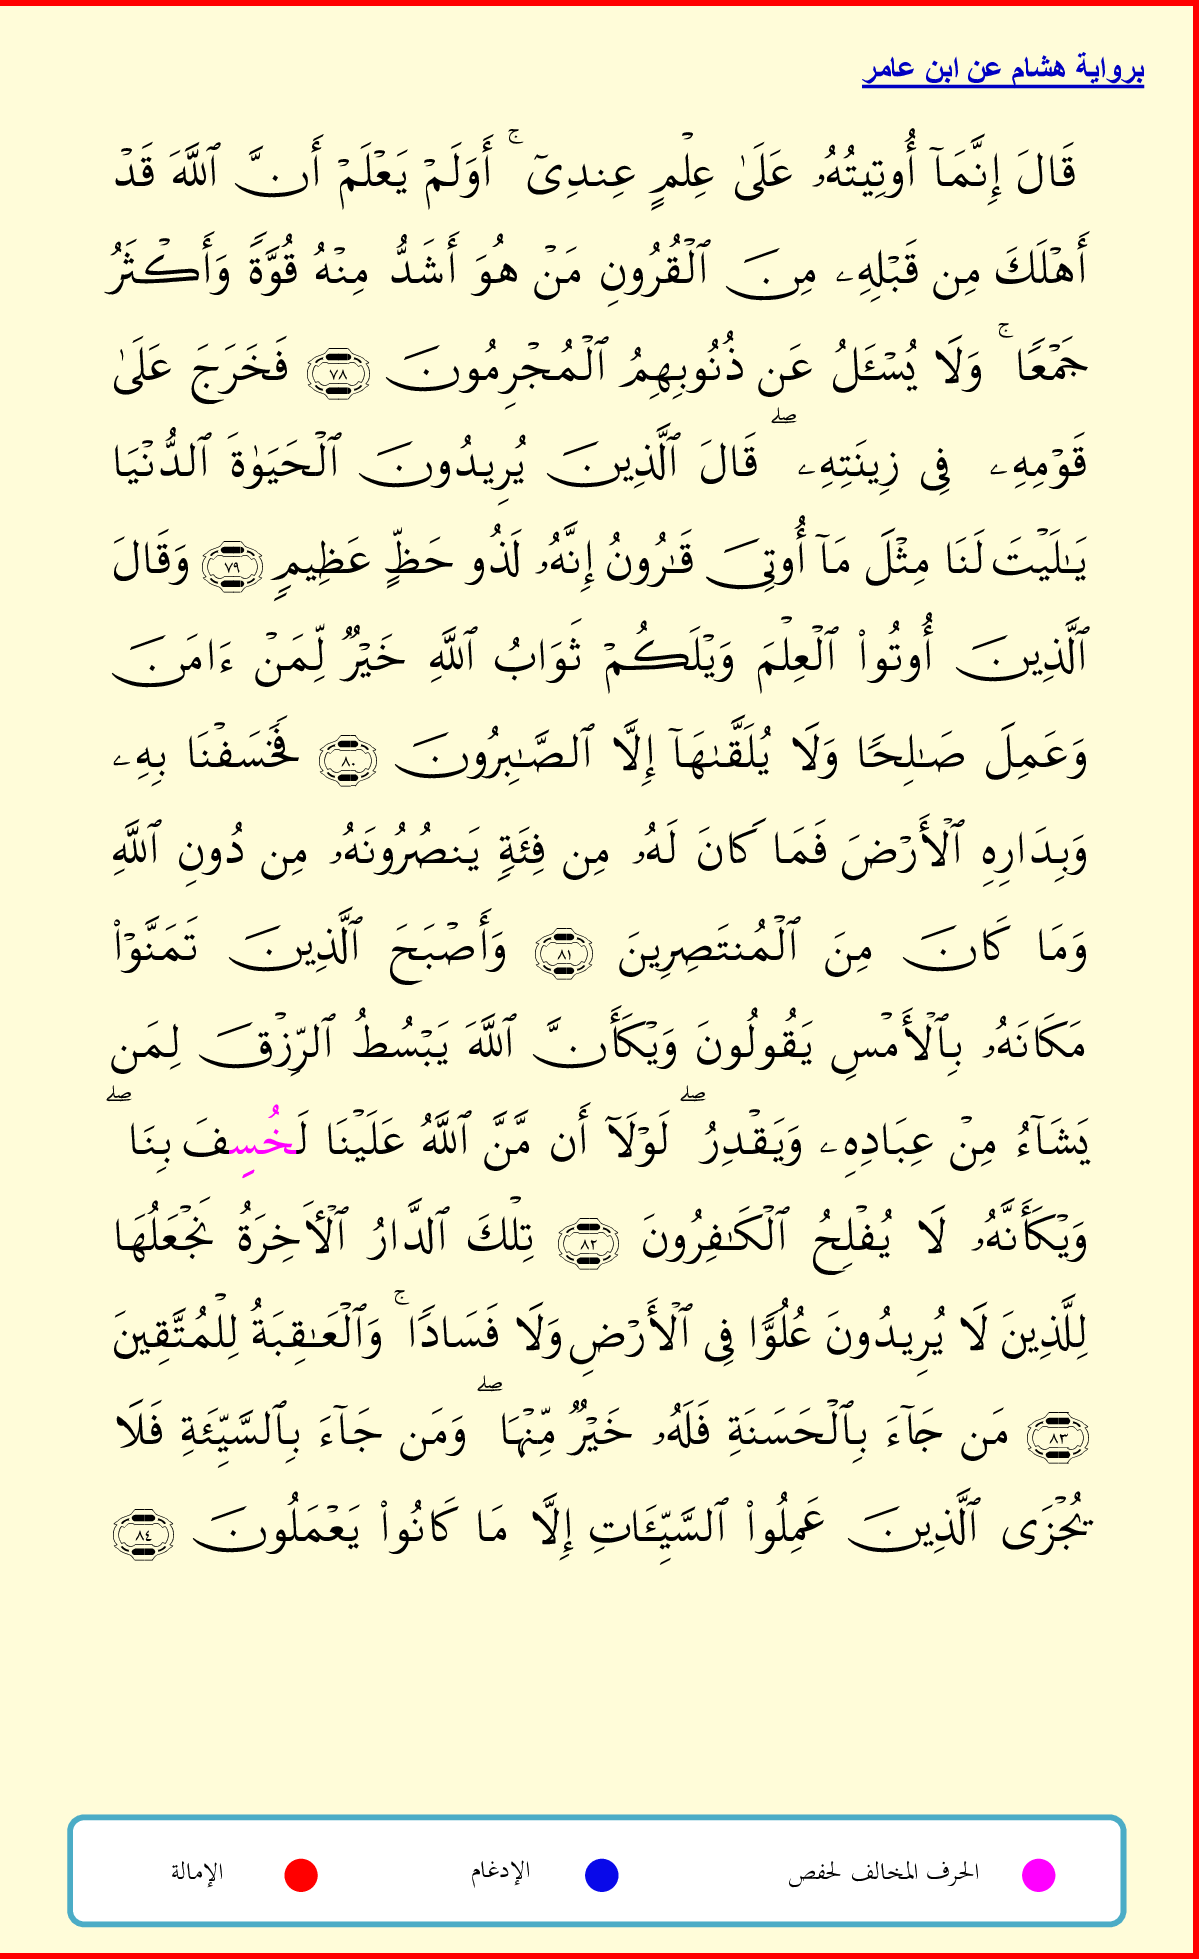 برواية هشام عن ابن عامر
قَالَ إِنَّمَآ أُوتِيتُهُۥ عَلَىٰ عِلْمٍ عِندِىٓ ۚ أَوَلَمْ يَعْلَمْ أَنَّ ٱللَّهَ قَدْ
أَهْلَكَ مِن قَبْلِهِۦ مِنَ ٱلْقُرُونِ مَنْ هُوَ أَشَدُّ مِنْهُ قُوَّةً وَأَكْثَرُ
جَمْعًا ۚ وَلَا يُسْـَٔلُ عَن ذُنُوبِهِمُ ٱلْمُجْرِمُونَ ٧٨ فَخَرَجَ عَلَىٰ
قَوْمِهِۦ فِى زِينَتِهِۦ ۖ قَالَ ٱلَّذِينَ يُرِيدُونَ ٱلْحَيَوٰةَ ٱلدُّنْيَا
يَـٰلَيْتَ لَنَا مِثْلَ مَآ أُوتِىَ قَـٰرُونُ إِنَّهُۥ لَذُو حَظٍّ عَظِيمٍ ٧٩ وَقَالَ
ٱلَّذِينَ أُوتُوا۟ ٱلْعِلْمَ وَيْلَكُمْ ثَوَابُ ٱللَّهِ خَيْرٌ لِّمَنْ ءَامَنَ
وَعَمِلَ صَـٰلِحًا وَلَا يُلَقَّىٰهَآ إِلَّا ٱلصَّـٰبِرُونَ ٨٠ فَخَسَفْنَا بِهِۦ
وَبِدَارِهِ ٱلْأَرْضَ فَمَا كَانَ لَهُۥ مِن فِئَةٍ يَنصُرُونَهُۥ مِن دُونِ ٱللَّهِ
وَمَا كَانَ مِنَ ٱلْمُنتَصِرِينَ ٨١ وَأَصْبَحَ ٱلَّذِينَ تَمَنَّوْا۟
مَكَانَهُۥ بِٱلْأَمْسِ يَقُولُونَ وَيْكَأَنَّ ٱللَّهَ يَبْسُطُ ٱلرِّزْقَ لِمَن
يَشَآءُ مِنْ عِبَادِهِۦ وَيَقْدِرُ ۖ لَوْلَآ أَن مَّنَّ ٱللَّهُ عَلَيْنَا لَخُسِفَ بِنَا ۖ
وَيْكَأَنَّهُۥ لَا يُفْلِحُ ٱلْكَـٰفِرُونَ ٨٢ تِلْكَ ٱلدَّارُ ٱلْأَخِرَةُ نَجْعَلُهَا
لِلَّذِينَ لَا يُرِيدُونَ عُلُوًّا فِى ٱلْأَرْضِ وَلَا فَسَادًا ۚ وَٱلْعَـٰقِبَةُ لِلْمُتَّقِينَ
٨٣ مَن جَآءَ بِٱلْحَسَنَةِ فَلَهُۥ خَيْرٌ مِّنْهَا ۖ وَمَن جَآءَ بِٱلسَّيِّئَةِ فَلَا
يُجْزَى ٱلَّذِينَ عَمِلُوا۟ ٱلسَّيِّـَٔاتِ إِلَّا مَا كَانُوا۟ يَعْمَلُونَ ٨٤
الحرف المخالف لحفص الإدغام الإمالة